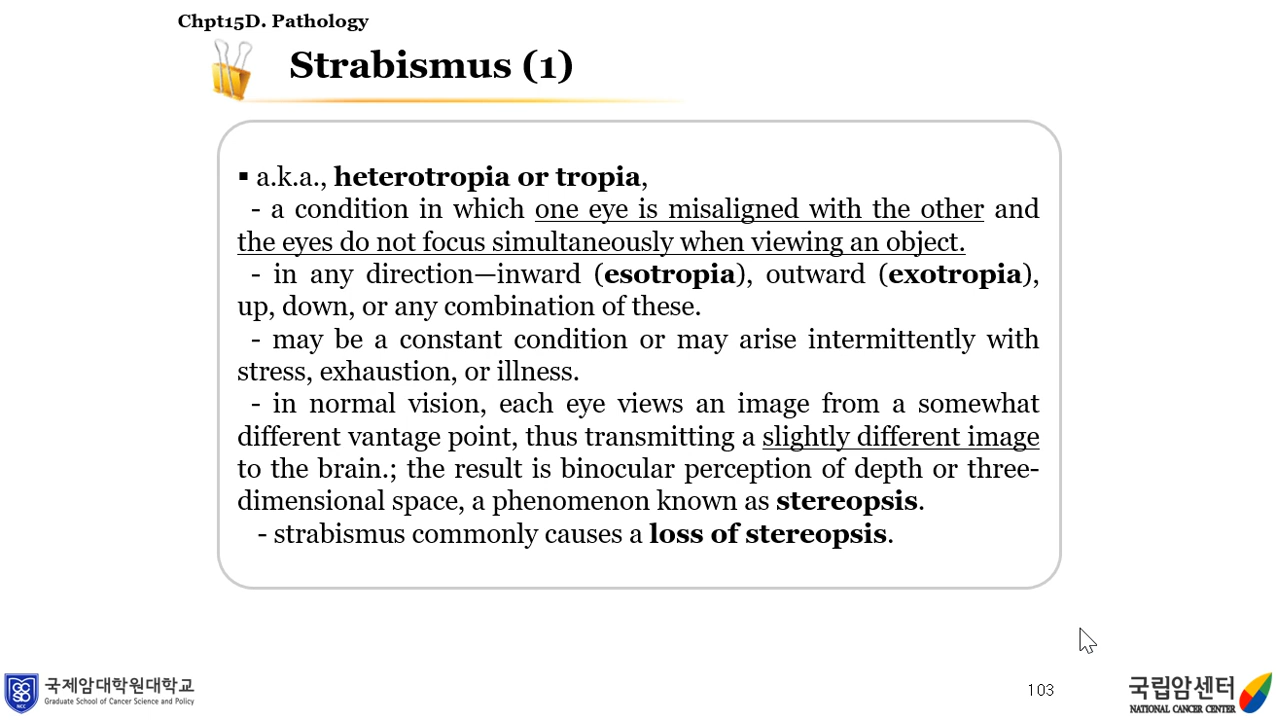 Chpt15D. Pathology
Strabismus (1)
▪ a.k.a., heterotropia or tropia,
- a condition in which one eye is misaligned with the other and
the eyes do not focus simultaneously when viewing an object.
- in any direction—inward (esotropia), outward (exotropia),
up, down, or any combination of these.
- may be a constant condition or may arise intermittently with
stress, exhaustion, or illness.
- in normal vision, each eye views an image from a somewhat
different vantage point, thus transmitting a slightly different image
to the brain.; the result is binocular perception of depth or three-
dimensional space, a phenomenon known as stereopsis.
- strabismus commonly causes a loss of stereopsis.
국제암대학원대학교
Graduate School of Cancer Science and Policy
NCC
103
국립암센터
NATIONAL CANCER CENTER